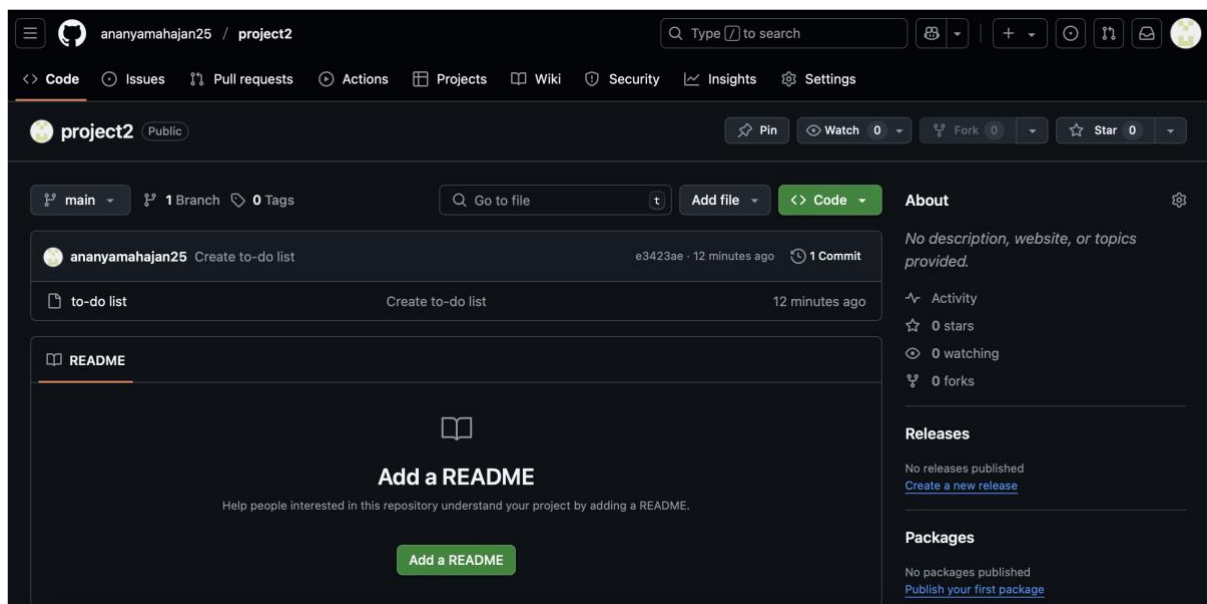 ananyamahajan25 / project2
Type / to search
Code Issues Pull requests Actions Projects Wiki Security Insights Settings
project2 Public
Pin Watch 0 Fork 0 Star 0
main 1 Branch 0 Tags
Go to file t Add file Code
ananyamahajan25 Create to-do list e3423ae · 12 minutes ago 1 Commit
to-do list Create to-do list 12 minutes ago
README
Add a README
Help people interested in this repository understand your project by adding a README.
Add a README
About
No description, website, or topics
provided.
Activity
0 stars
0 watching
0 forks
Releases
No releases published
Create a new release
Packages
No packages published
Publish your first package